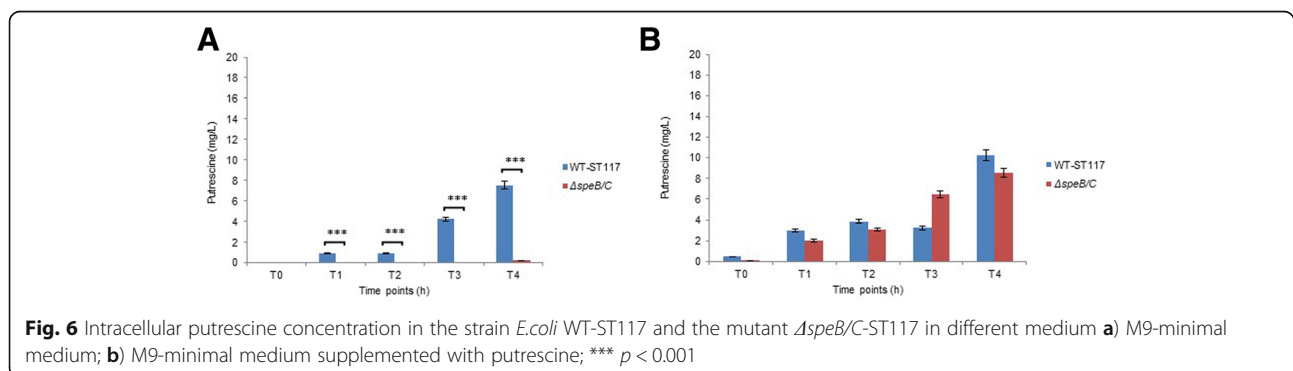 A
20
18
16
14
12
10
8
6
4
2
0
Putrescine (mg/L)
***
***
***
***
T0 T1 T2 T3 T4
Time points (h)
WT-ST117
ΔspeB/C
B
20
18
16
14
12
10
8
6
4
2
0
Putrescine (mg/L)
T0 T1 T2 T3 T4
Time points (h)
WT-ST117
ΔspeB/C
Fig. 6 Intracellular putrescine concentration in the strain E.coli WT-ST117 and the mutant ΔspeB/C-ST117 in different medium a) M9-minimal
medium; b) M9-minimal medium supplemented with putrescine; *** p < 0.001